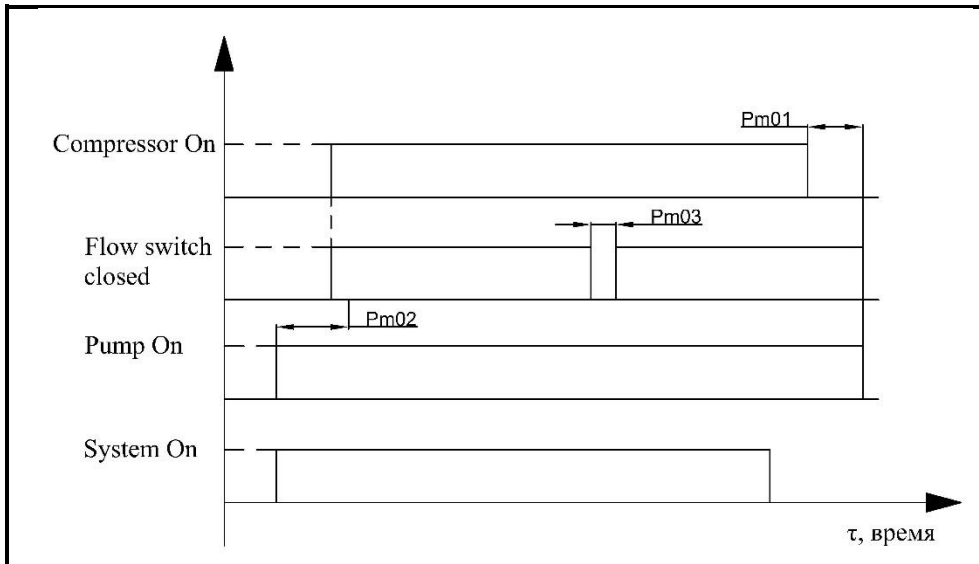 Pm01
Compressor On
Pm03
Flow switch
closed
Pm02
Pump On
System On
τ, время